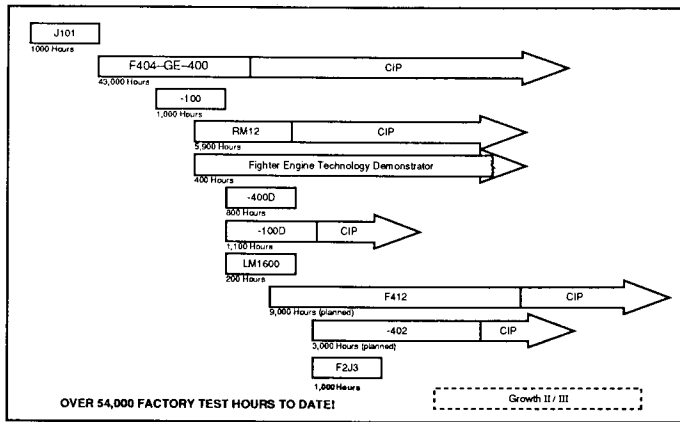 J101
1000 Hours
F404-GE-400 CIP
43,000 Hours
-100
1,000 Hours
RM12 CIP
5,900 Hours
Fighter Engine Technology Demonstrator
400 Hours
-400D
800 Hours
-100D CIP
1,100 Hours
LM1600
200 Hours
F412 CIP
9,000 Hours (planned)
-402 CIP
3,000 Hours (planned)
F2J3
1,000 Hours
OVER 54,000 FACTORY TEST HOURS TO DATE!
Growth II / III